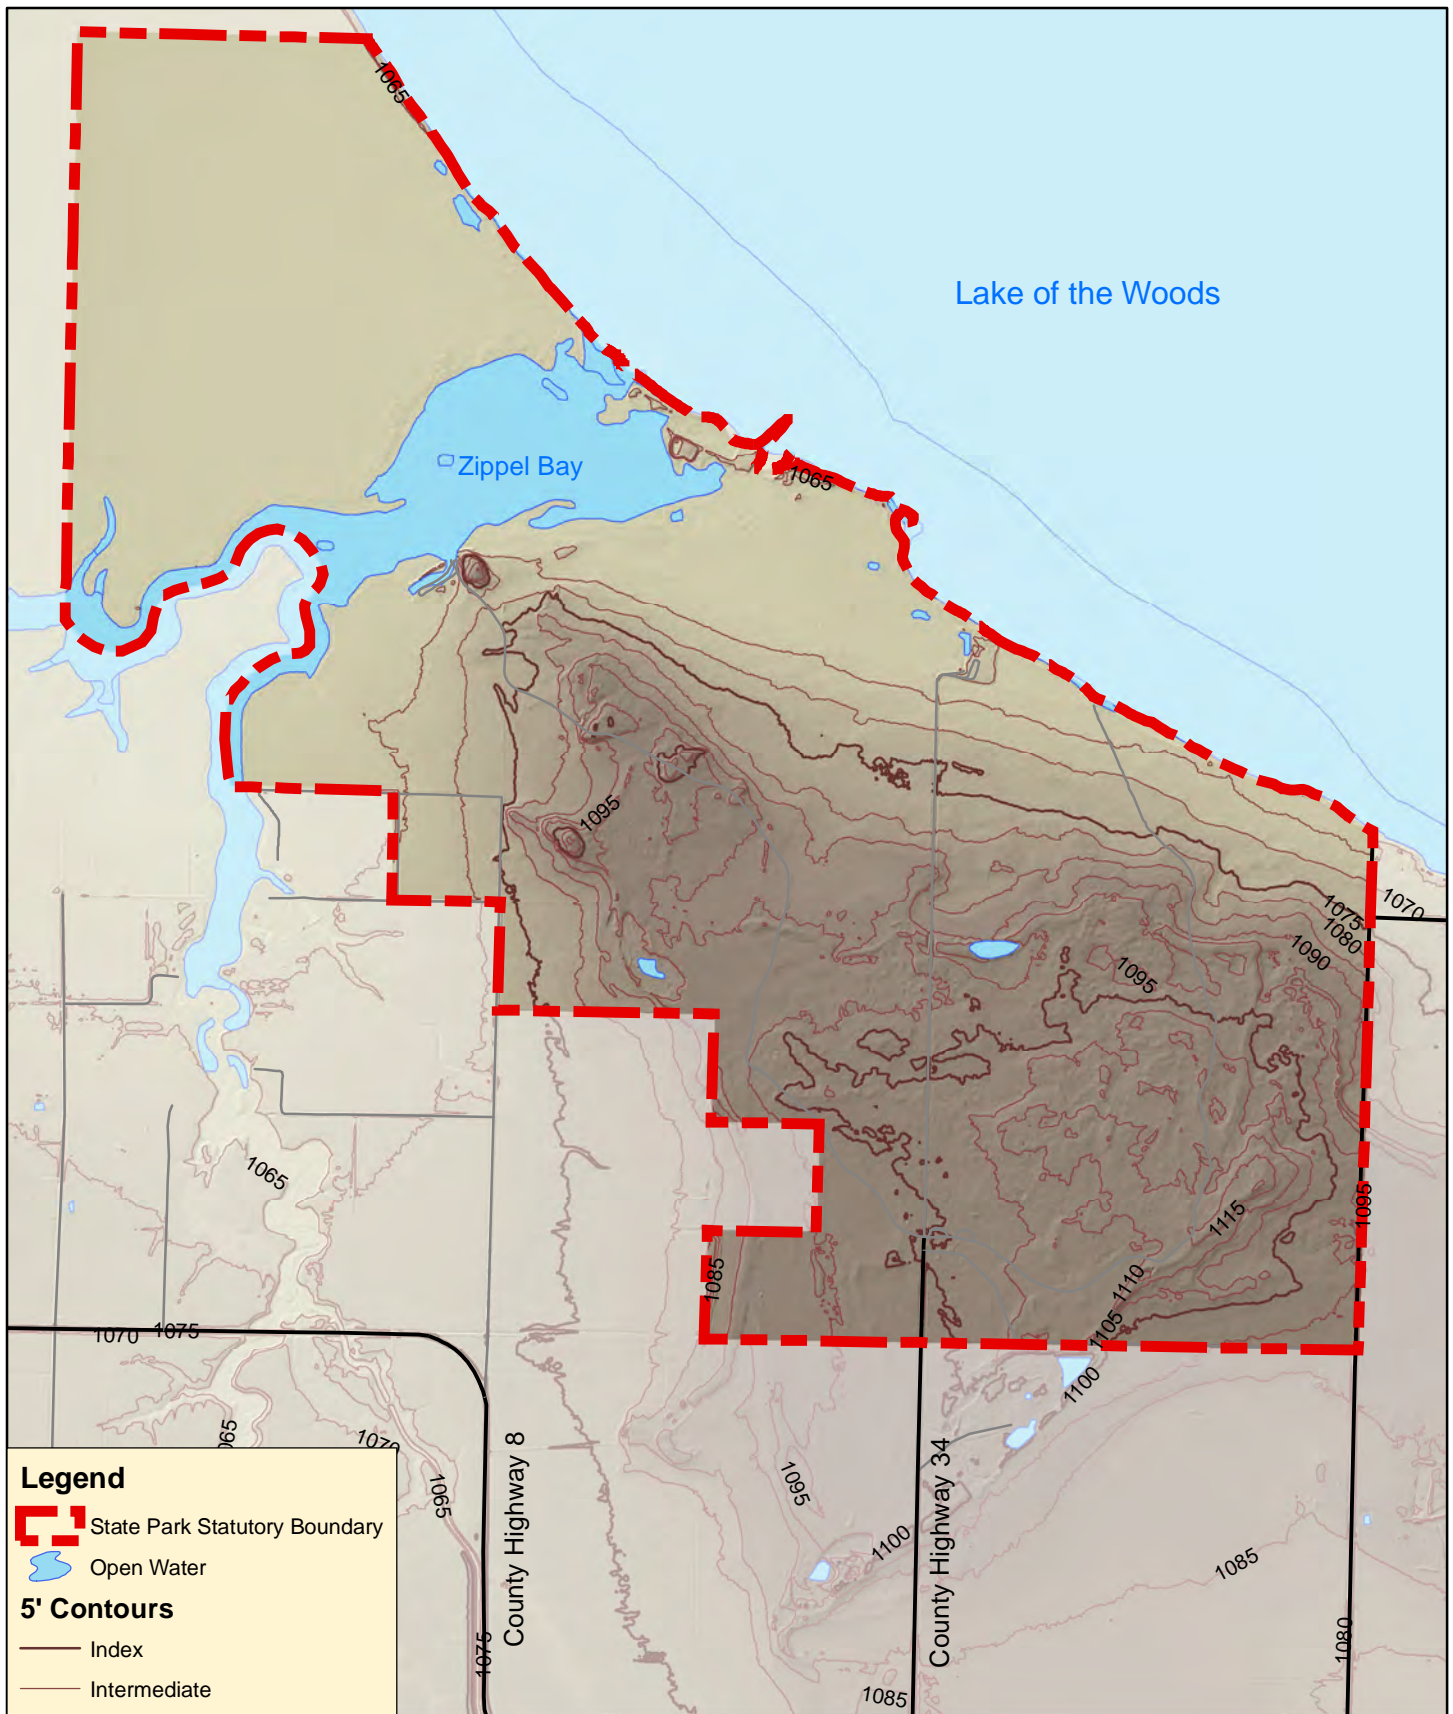 1065
Lake of the Woods
Zippel Bay
1065
1095
1075
1070
1080
1090
1095
1065
1115
1095
1085
1110
1105
1070
1075
1100
065
1070
1065
1095
County Highway 8
County Highway 34
1100
1085
1075
1080
1085
Legend
State Park Statutory Boundary
Open Water
5' Contours
Index
Intermediate